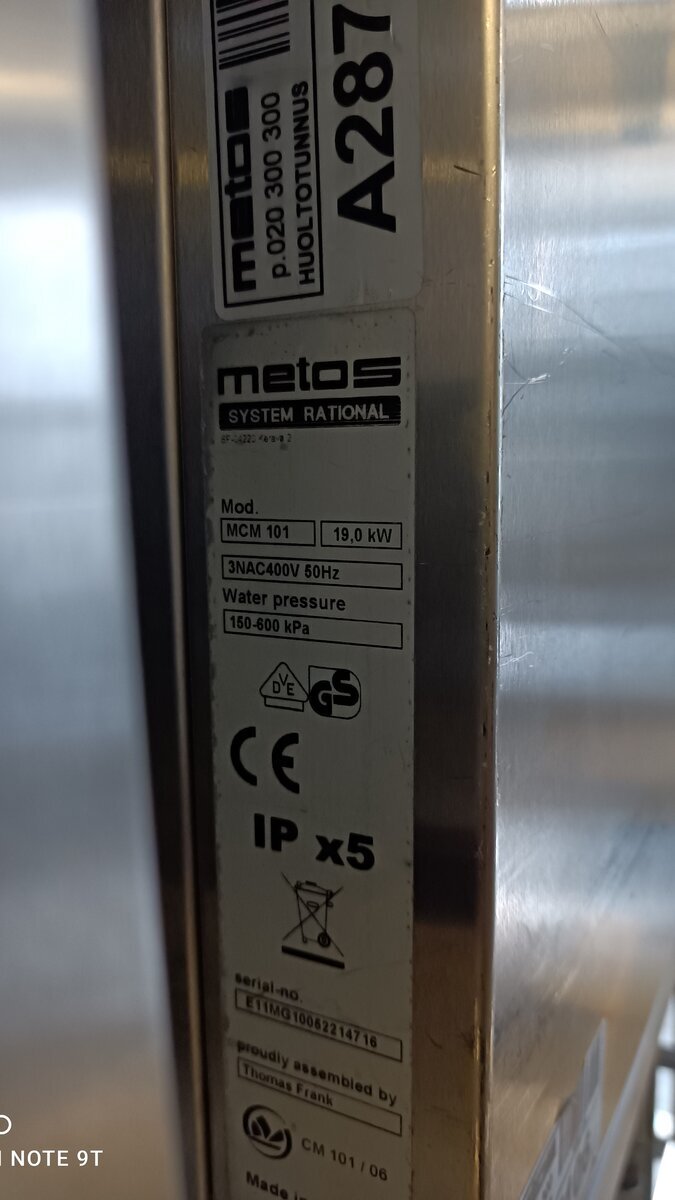 metos
p.020 300 300
HUOLTOTUNNUS
A287
metos
SYSTEM RATIONAL
Mod.
MCM 101 19,0 kW
3NAC400V 50Hz
Water pressure
150-600 kPa
DVE GS
CE
IP x5
serial-no.
E11MG10052214716
proudly assembled by
Thomas Frank
CM 101 / 06
Made in
NOTE 9T